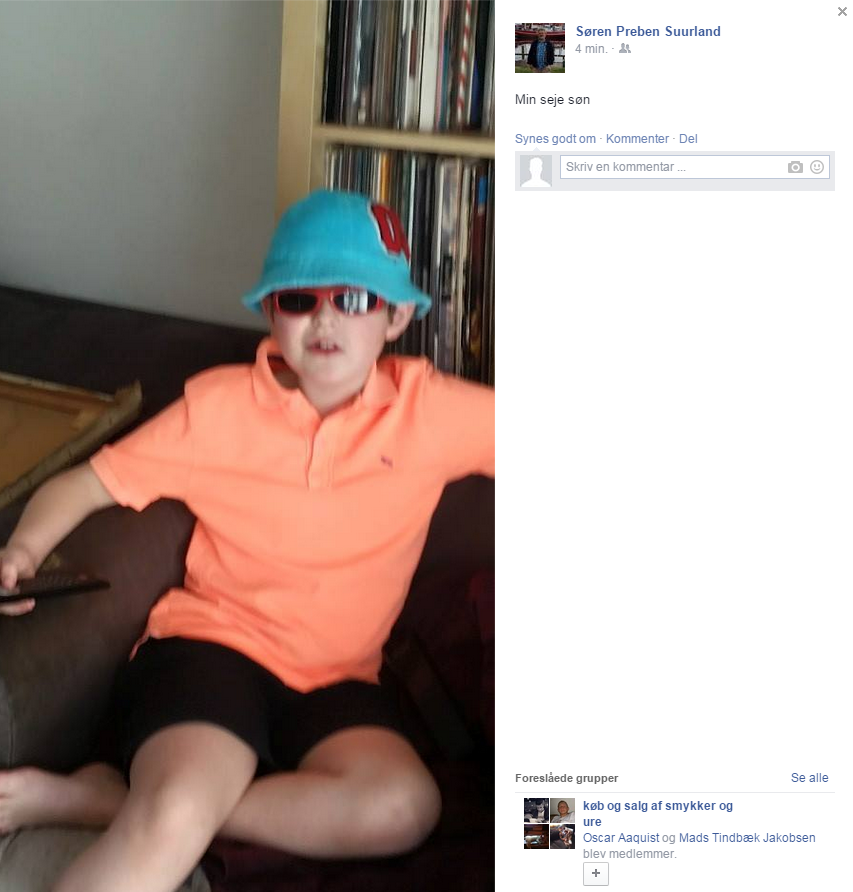 Søren Preben Suurland
4 min. ·
Min seje søn
Synes godt om · Kommenter · Del
Skriv en kommentar ...
Foreslåede grupper
Se alle
køb og salg af smykker og
ure
Oscar Aaquist og Mads Tindbæk Jakobsen
blev medlemmer.
+